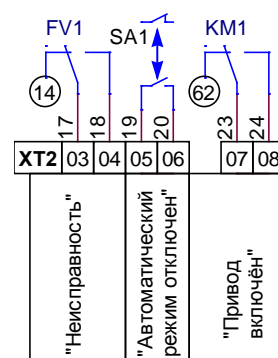 FV1
SA1
KM1
14
62
17
18
19
20
23
24
XT2
03
04
05
06
07
08
"Неисправность"
"Автоматический
режим отключен"
"Привод
включён"